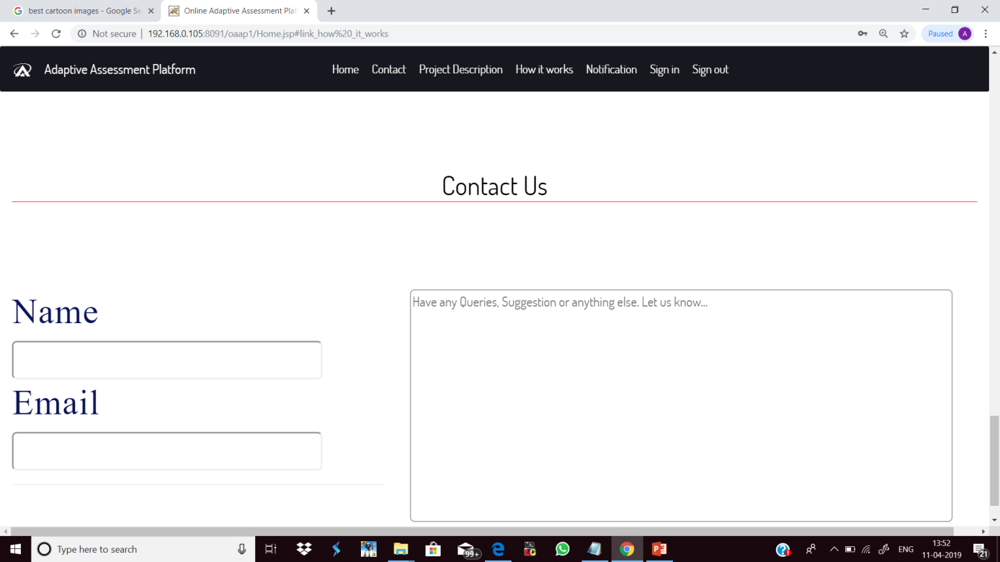 best cartoon images - Google Se
Online Adaptive Assessment Plat
Not secure | 192.168.0.105:8091/oaap1/Home.jsp#link_how%20_it_works
Paused A
Adaptive Assessment Platform
Home Contact Project Description How it works Notification Sign in Sign out
Contact Us
Name
Email
Have any Queries, Suggestion or anything else. Let us know...
Type here to search
99+
ENG
13:52
11-04-2019
21